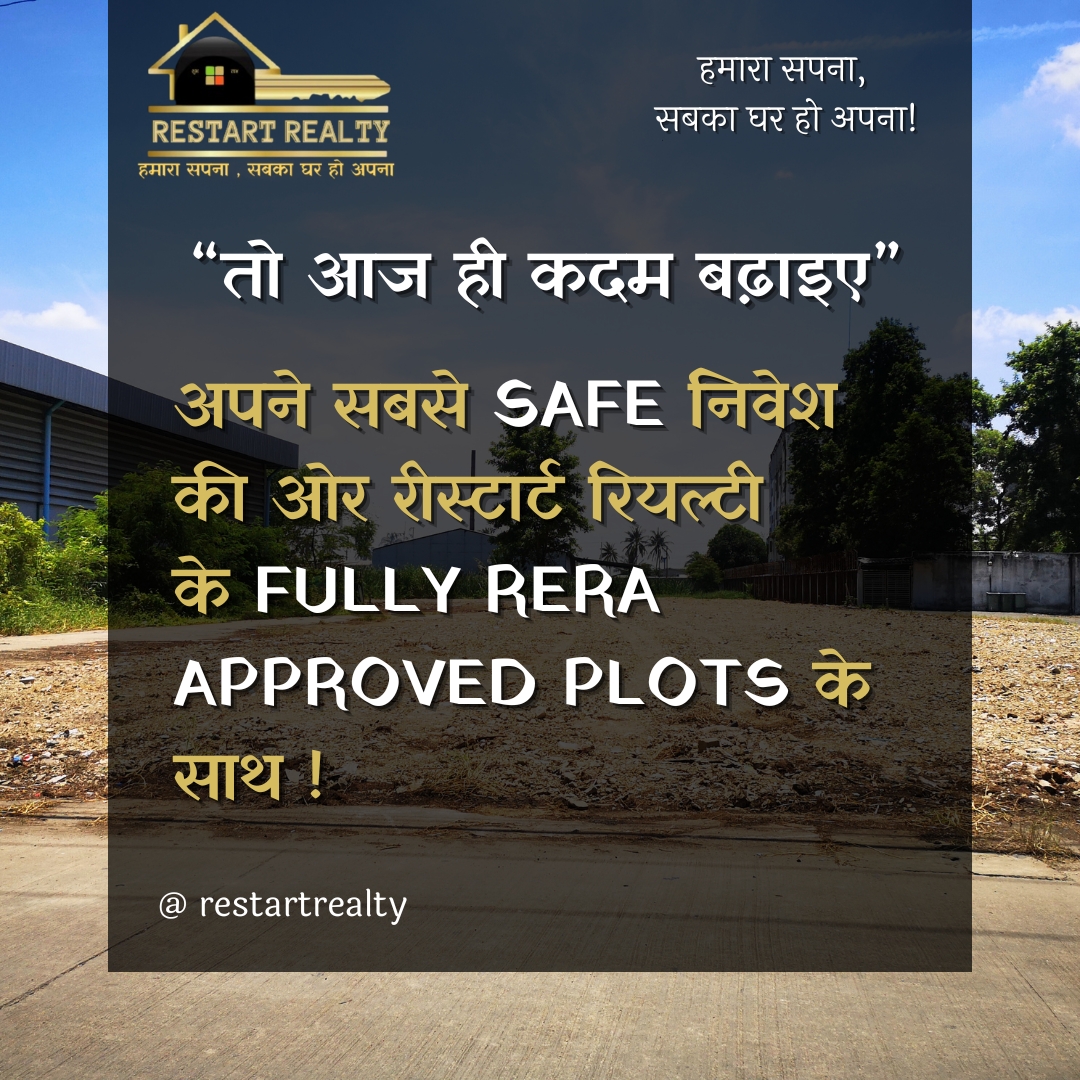 RESTART REALTY
हमारा सपना , सबका घर हो अपना
हमारा सपना,
सबका घर हो अपना!
“तो आज ही कदम बढ़ाइए”
अपने सबसे SAFE निवेश
की ओर रीस्टार्ट रियल्टी
के FULLY RERA
APPROVED PLOTS के
साथ !
@ restartrealty